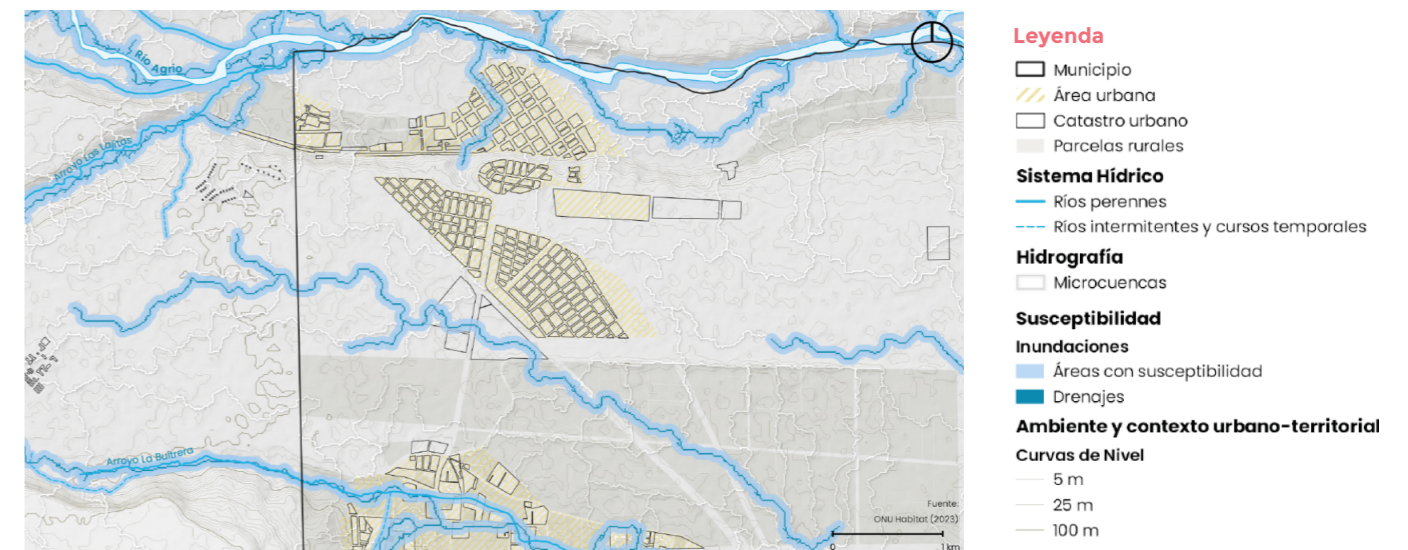 Río Agrio
Arroyo Las Lajitas
Arroyo La Buitrera
Fuente:
ONU Habitat (2023)
0
1 km
Leyenda
Municipio
Área urbana
Catastro urbano
Parcelas rurales
Sistema Hídrico
Ríos perennes
Ríos intermitentes y cursos temporales
Hidrografía
Microcuencas
Susceptibilidad
Inundaciones
Áreas con susceptibilidad
Drenajes
Ambiente y contexto urbano-territorial
Curvas de Nivel
5 m
25 m
100 m